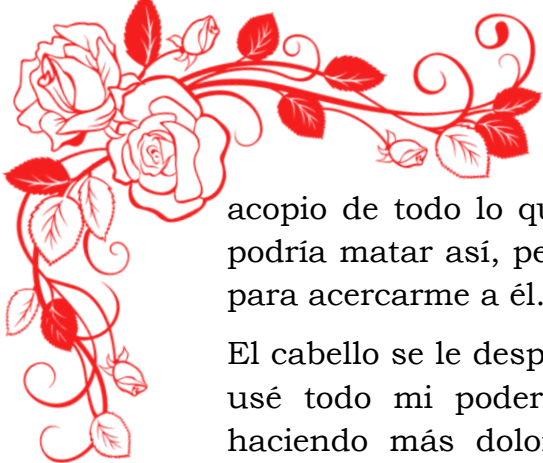 acopio de todo lo qu
podría matar así, pe
para acercarme a él.
El cabello se le desp
usé todo mi poder
haciendo más dolor